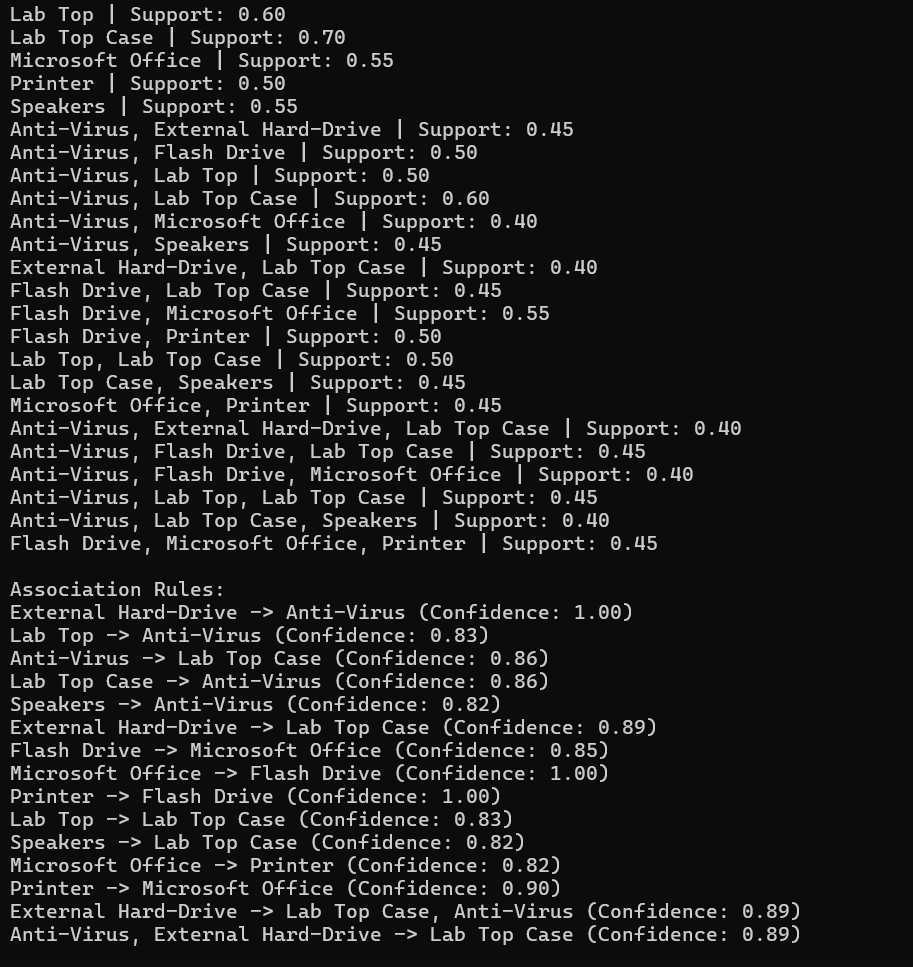 Lab Top | Support: 0.60
Lab Top Case | Support: 0.70
Microsoft Office | Support: 0.55
Printer | Support: 0.50
Speakers | Support: 0.55
Anti-Virus, External Hard-Drive | Support: 0.45
Anti-Virus, Flash Drive | Support: 0.50
Anti-Virus, Lab Top | Support: 0.50
Anti-Virus, Lab Top Case | Support: 0.60
Anti-Virus, Microsoft Office | Support: 0.40
Anti-Virus, Speakers | Support: 0.45
External Hard-Drive, Lab Top Case | Support: 0.40
Flash Drive, Lab Top Case | Support: 0.45
Flash Drive, Microsoft Office | Support: 0.55
Flash Drive, Printer | Support: 0.50
Lab Top, Lab Top Case | Support: 0.50
Lab Top Case, Speakers | Support: 0.45
Microsoft Office, Printer | Support: 0.45
Anti-Virus, External Hard-Drive, Lab Top Case | Support: 0.40
Anti-Virus, Flash Drive, Lab Top Case | Support: 0.45
Anti-Virus, Flash Drive, Microsoft Office | Support: 0.40
Anti-Virus, Lab Top, Lab Top Case | Support: 0.45
Anti-Virus, Lab Top Case, Speakers | Support: 0.40
Flash Drive, Microsoft Office, Printer | Support: 0.45

Association Rules:
External Hard-Drive -> Anti-Virus (Confidence: 1.00)
Lab Top -> Anti-Virus (Confidence: 0.83)
Anti-Virus -> Lab Top Case (Confidence: 0.86)
Lab Top Case -> Anti-Virus (Confidence: 0.86)
Speakers -> Anti-Virus (Confidence: 0.82)
External Hard-Drive -> Lab Top Case (Confidence: 0.89)
Flash Drive -> Microsoft Office (Confidence: 0.85)
Microsoft Office -> Flash Drive (Confidence: 1.00)
Printer -> Flash Drive (Confidence: 1.00)
Lab Top -> Lab Top Case (Confidence: 0.83)
Speakers -> Lab Top Case (Confidence: 0.82)
Microsoft Office -> Printer (Confidence: 0.82)
Printer -> Microsoft Office (Confidence: 0.90)
External Hard-Drive -> Lab Top Case, Anti-Virus (Confidence: 0.89)
Anti-Virus, External Hard-Drive -> Lab Top Case (Confidence: 0.89)